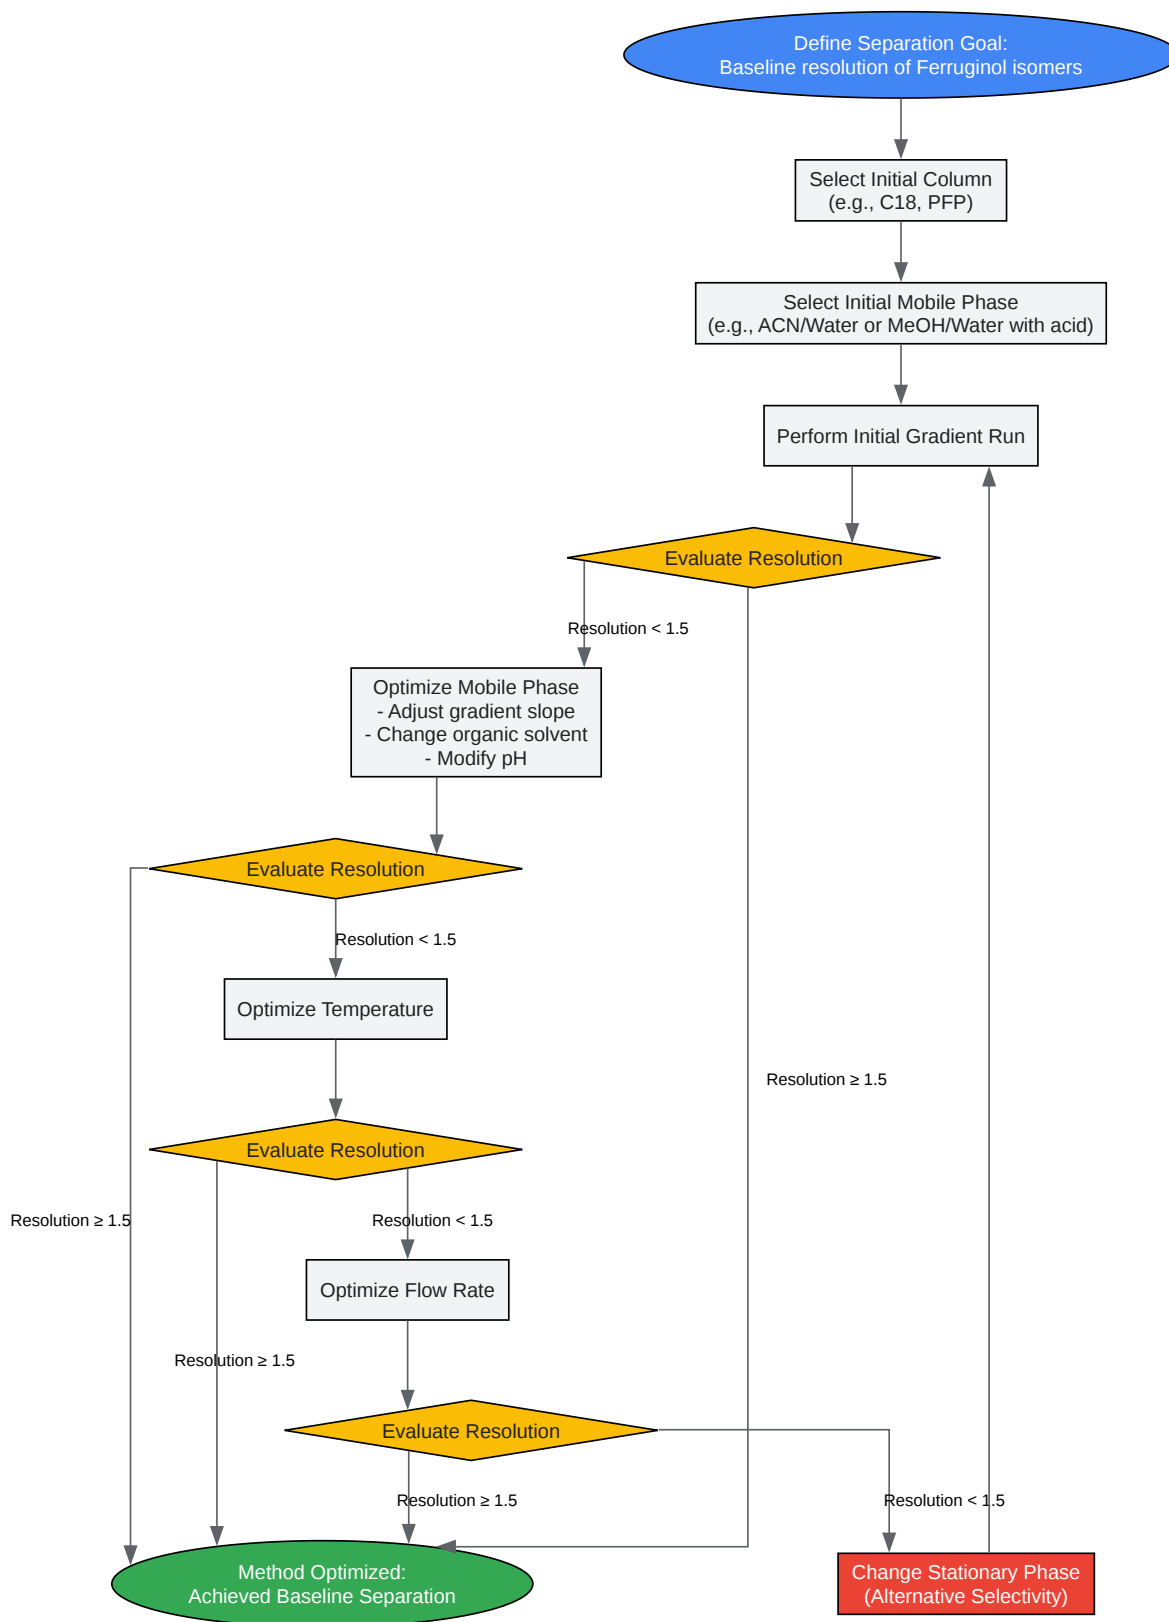 Define Separation Goal:
Baseline resolution of Ferruginol isomers
Select Initial Column
(e.g., C18, PFP)
Select Initial Mobile Phase
(e.g., ACN/Water or MeOH/Water with acid)
Perform Initial Gradient Run
Evaluate Resolution
Resolution < 1.5
Optimize Mobile Phase
- Adjust gradient slope
- Change organic solvent
- Modify pH
Evaluate Resolution
Resolution < 1.5
Optimize Temperature
Resolution ≥ 1.5
Evaluate Resolution
Resolution ≥ 1.5
Resolution < 1.5
Optimize Flow Rate
Resolution ≥ 1.5
Evaluate Resolution
Resolution ≥ 1.5
Resolution < 1.5
Method Optimized:
Achieved Baseline Separation
Change Stationary Phase
(Alternative Selectivity)